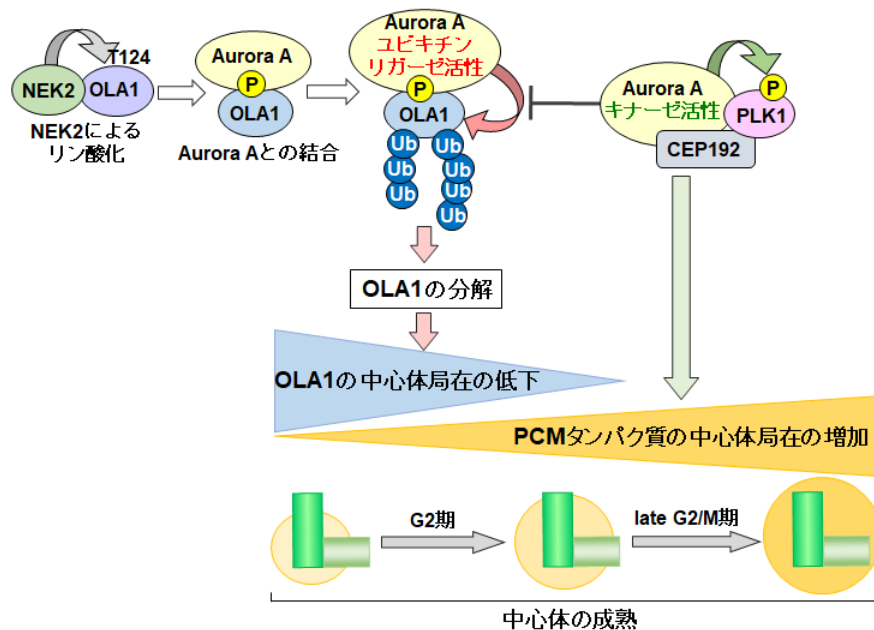 T124
NEK2
OLA1
NEK2による
リン酸化
Aurora A
P
OLA1
Aurora Aとの結合
Aurora A
ユビキチン
リガーゼ活性
P
OLA1
Ub
Ub
Ub
Ub
Ub
Ub
Ub
Aurora A
キナーゼ活性
P
PLK1
CEP192
OLA1の分解
OLA1の中心体局在の低下
PCMタンパク質の中心体局在の増加
G2期
late G2/M期
中心体の成熟